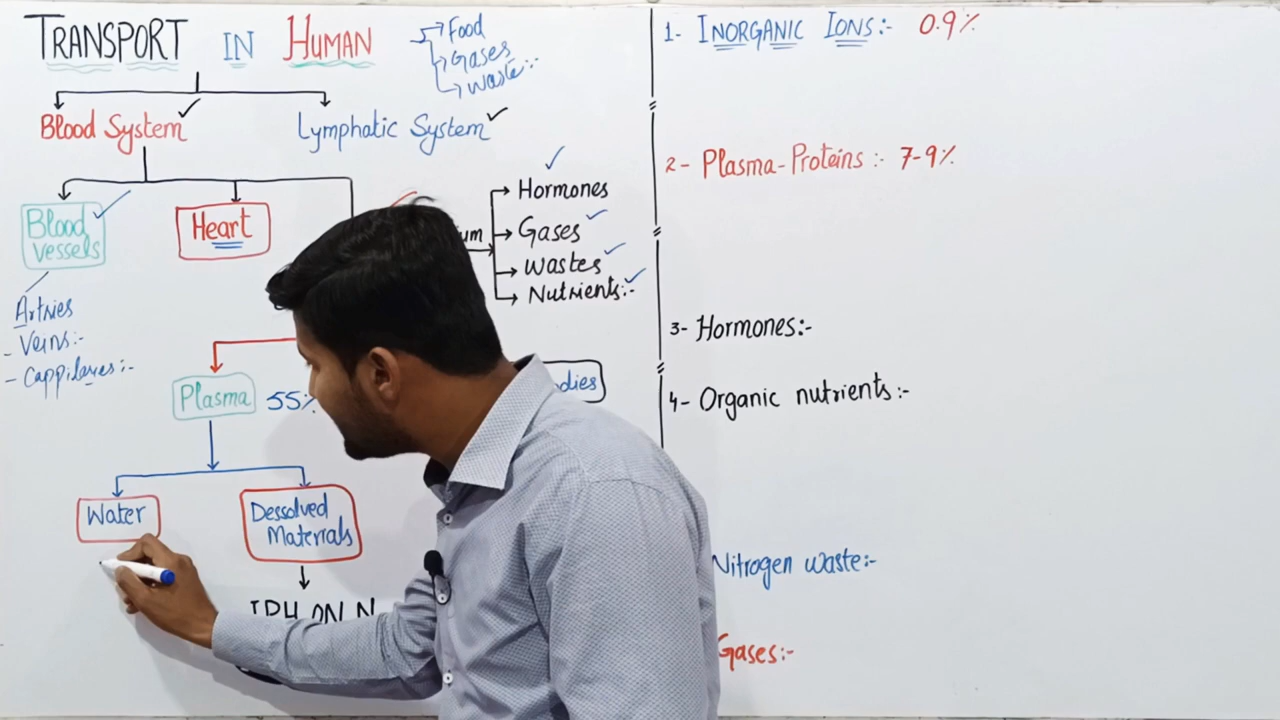 TRANSPORT IN HUMAN
Food
Gases
Waste:-
Blood System
Lymphatic System
Blood vessels
Heart
Hormones
Gases
Wastes
Nutrients:-
Artries
- Veins:-
- Cappilaries:-
Plasma 55%
Water
Dessolved Materials
1- INORGANIC IONS:- 0.9%
2- Plasma-Proteins:- 7-9%
3- Hormones:-
4- Organic nutrients:-
Nitrogen waste:-
Gases:-